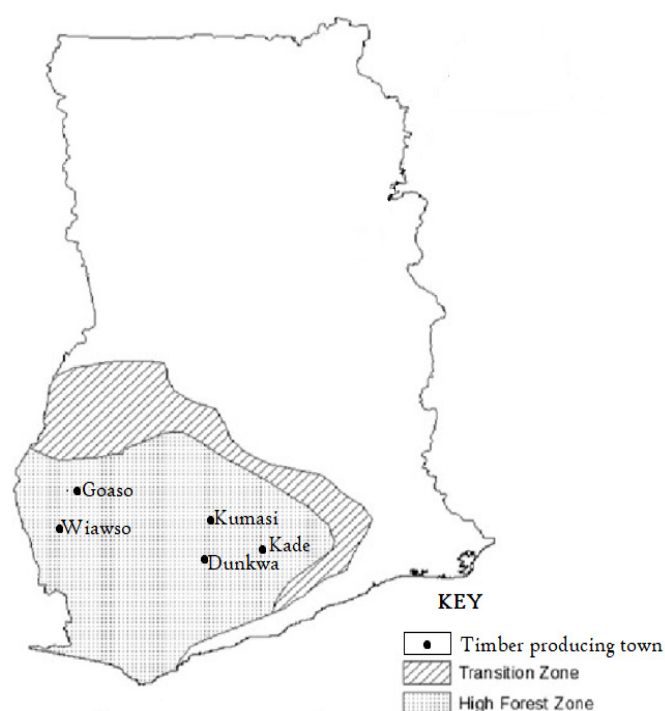 Goaso
Wiawso
Kumasi
Kade
Dunkwa
KEY
Timber producing town
Transition Zone
High Forest Zone